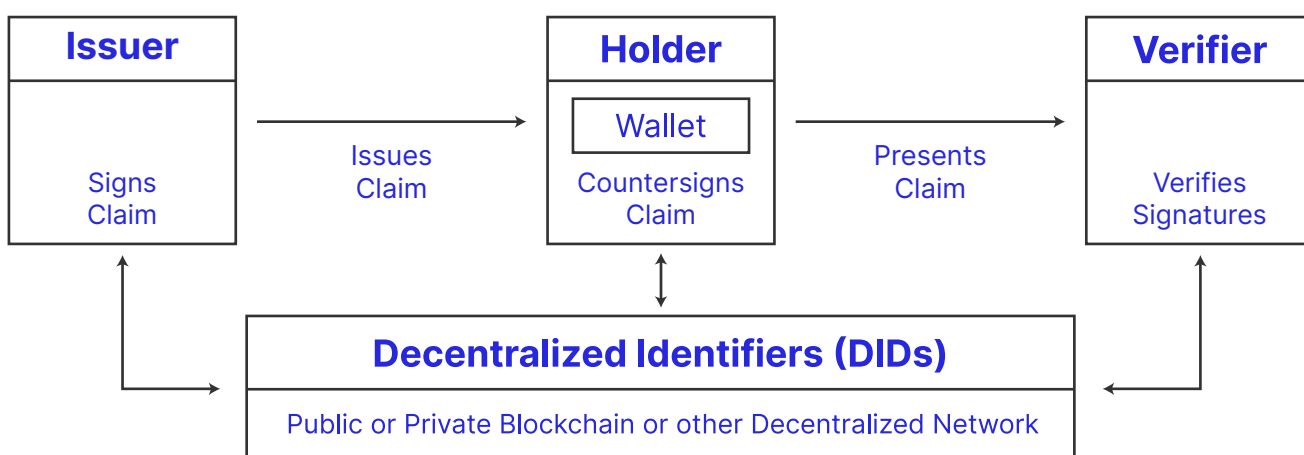 Issuer
Signs
Claim
Issues
Claim
Holder
Wallet
Countersigns
Claim
Presents
Claim
Verifier
Verifies
Signatures
Decentralized Identifiers (DIDs)
Public or Private Blockchain or other Decentralized Network